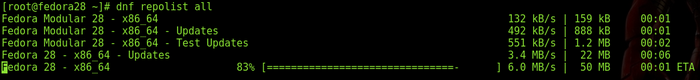 [root@fedora28 ~]# dnf repolist all
Fedora Modular 28 - x86_64 132 kB/s | 159 kB 00:01
Fedora Modular 28 - x86_64 - Updates 492 kB/s | 888 kB 00:01
Fedora Modular 28 - x86_64 - Test Updates 551 kB/s | 1.2 MB 00:02
Fedora 28 - x86_64 - Updates 3.4 MB/s | 22 MB 00:06
Fedora 28 - x86_64 83% [==================================- ] 6.0 MB/s | 50 MB 00:01 ETA